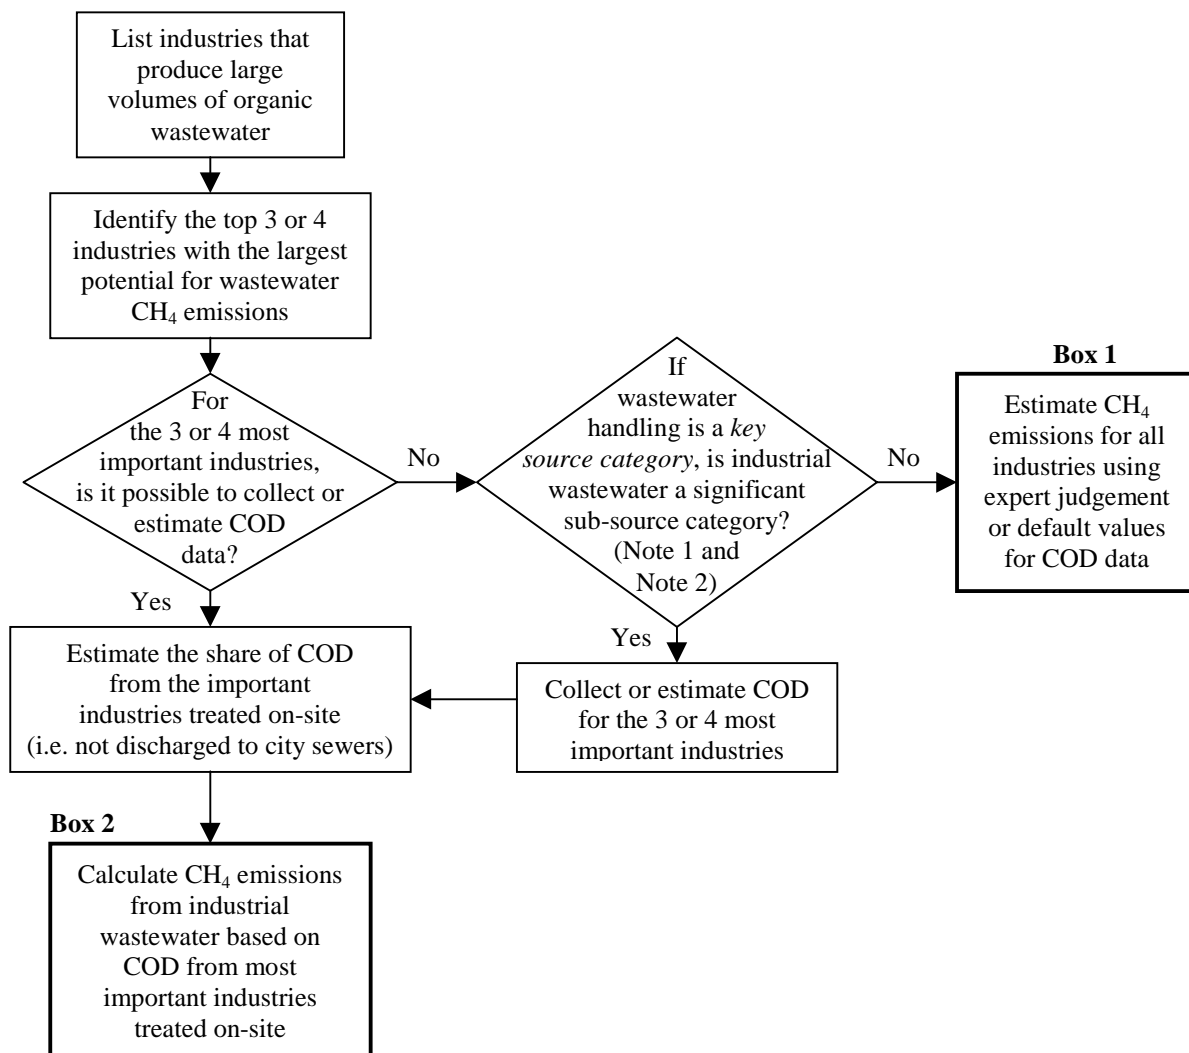 List industries that
produce large
volumes of organic
wastewater
Identify the top 3 or 4
industries with the largest
potential for wastewater
CH4 emissions
For
the 3 or 4 most
important industries,
is it possible to collect or
estimate COD
data?
No
Yes
If
wastewater
handling is a key
source category, is industrial
wastewater a significant
sub-source category?
(Note 1 and
Note 2)
No
Yes
Box 1
Estimate CH4
emissions for all
industries using
expert judgement
or default values
for COD data
Collect or estimate COD
for the 3 or 4 most
important industries
Estimate the share of COD
from the important
industries treated on-site
(i.e. not discharged to city sewers)
Box 2
Calculate CH4 emissions
from industrial
wastewater based on
COD from most
important industries
treated on-site